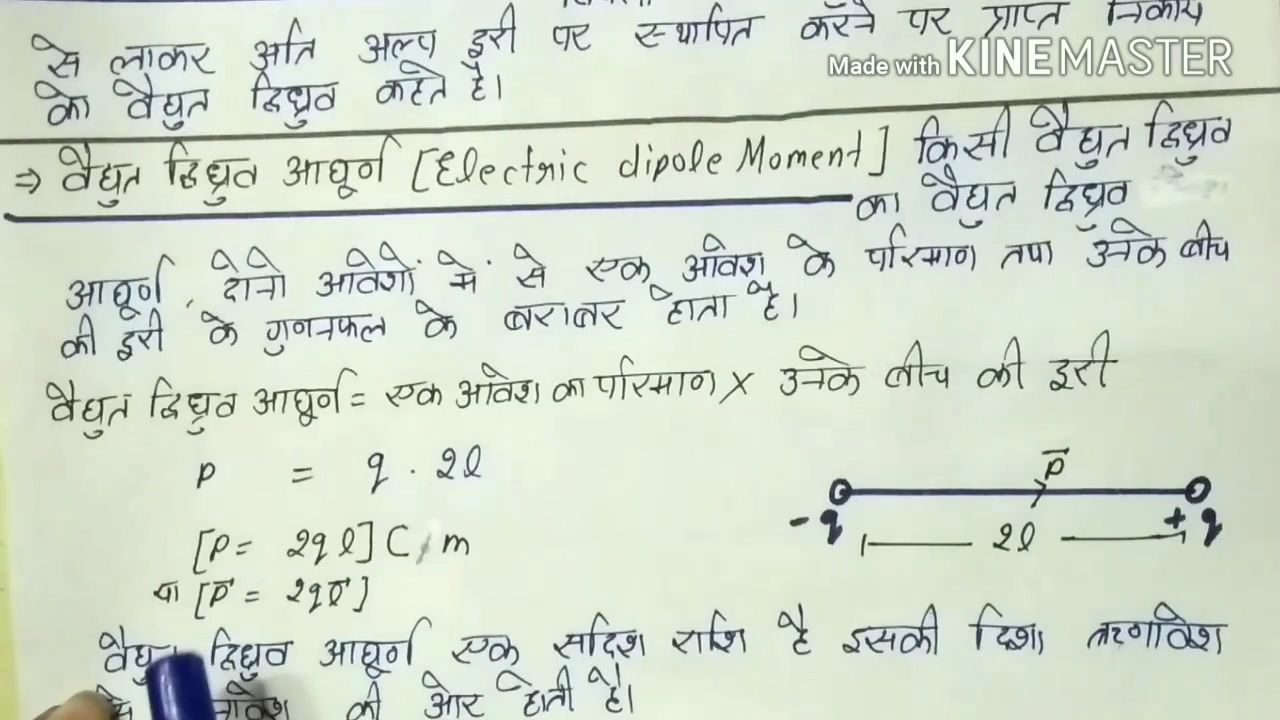 से लाकर अति अल्प दूरी पर स्थापित करने पर प्राप्त निकाय
Made with KINEMASTER
को वैद्युत द्विध्रुव कहते है।
⇒ वैद्युत द्विध्रुव आघूर्ण [Electric dipole Moment] किसी वैद्युत द्विध्रुव
का वैद्युत द्विध्रुव
आघूर्ण, दोनो आवेशों में से एक आवेश के परिमाण तथा उनके बीच
की दूरी के गुणनफल के बराबर होता है।
वैद्युत द्विध्रुव आघूर्ण = एक आवेश का परिमाण × उनके बीच की दूरी
p = q · 2l
[p = 2ql] C m
या [p⃗ = 2ql⃗]
p⃗
-q +q
2l
द्विध्रुव आघूर्ण एक सदिश राशि है इसकी दिशा ऋणावेश
की ओर होती है।